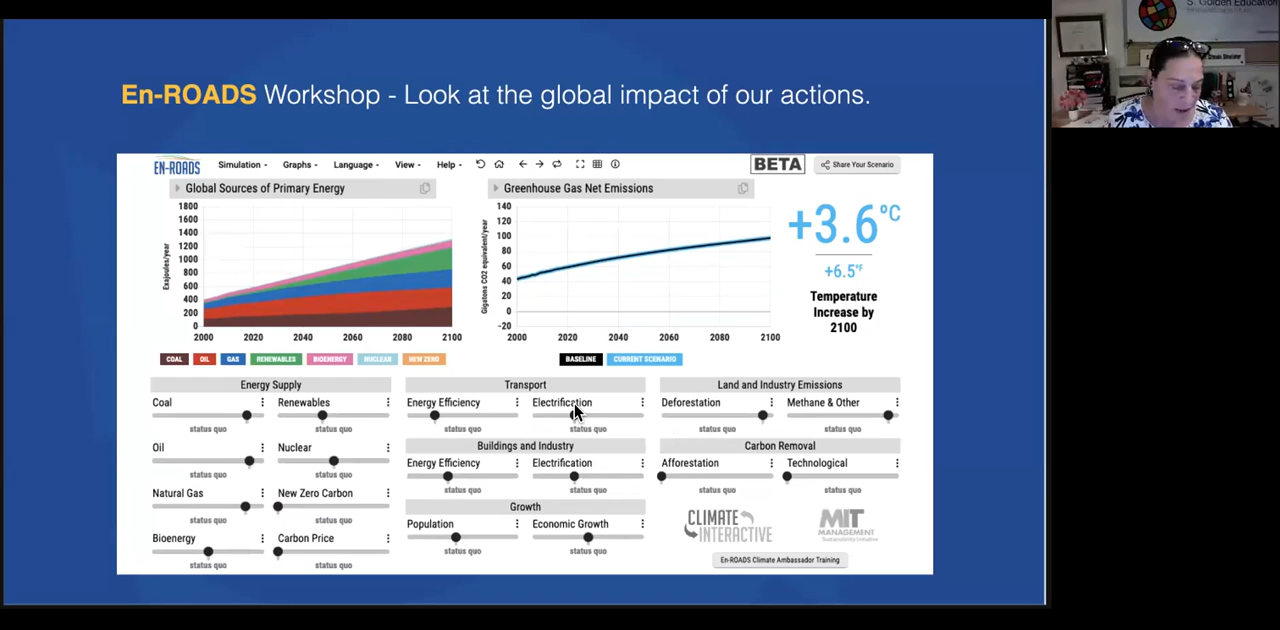 S. Golden Education
En-ROADS Workshop - Look at the global impact of our actions.
EN-ROADS
Simulation Graphs Language View Help
BETA
Share Your Scenario
Global Sources of Primary Energy
Exajoules/year
1800
1600
1400
1200
1000
800
600
400
200
0
2000 2020 2040 2060 2080 2100
COAL OIL GAS RENEWABLES BIOENERGY NUCLEAR NEW ZERO
Greenhouse Gas Net Emissions
Gigatons CO2 equivalent/year
140
120
100
80
60
40
20
0
-20
2000 2020 2040 2060 2080 2100
BASELINE CURRENT SCENARIO
+3.6°C
+6.5°F
Temperature
Increase by
2100
Energy Supply
Coal
status quo
Renewables
status quo
Oil
status quo
Nuclear
status quo
Natural Gas
status quo
New Zero Carbon
status quo
Bioenergy
status quo
Carbon Price
status quo
Transport
Energy Efficiency
status quo
Electrification
status quo
Buildings and Industry
Energy Efficiency
status quo
Electrification
status quo
Growth
Population
status quo
Economic Growth
status quo
Land and Industry Emissions
Deforestation
status quo
Methane & Other
status quo
Carbon Removal
Afforestation
status quo
Technological
status quo
CLIMATE
INTERACTIVE
MIT
MANAGEMENT
Sustainability Initiative
En-ROADS Climate Ambassador Training